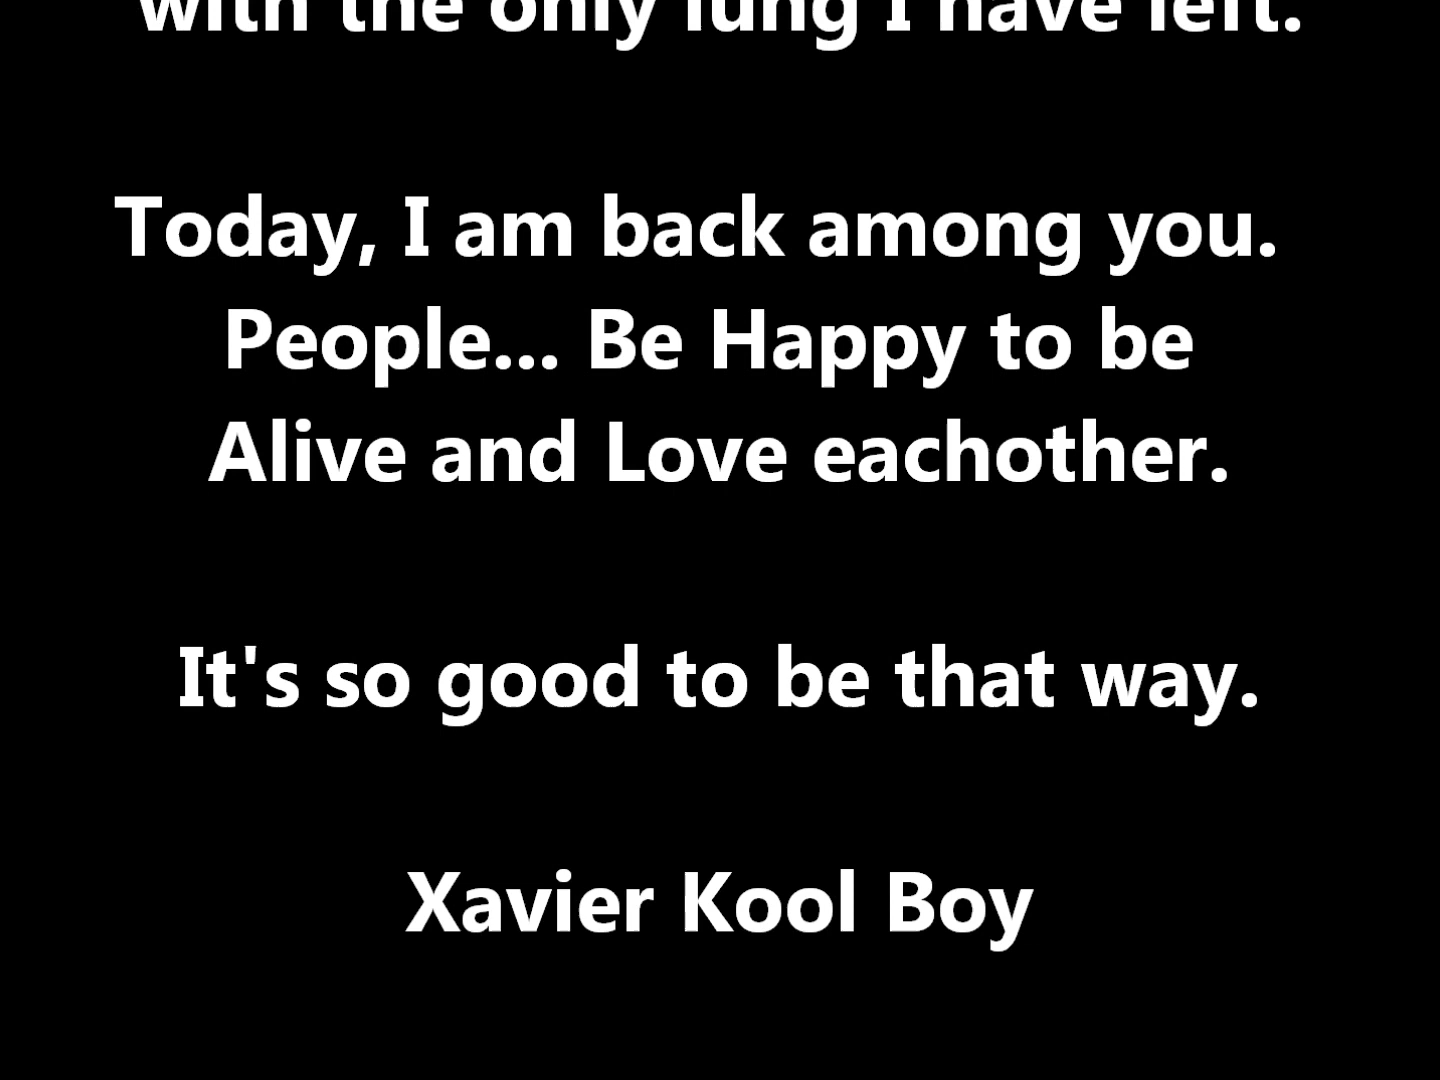 with the only lung I have left.
Today, I am back among you.
People... Be Happy to be
Alive and Love eachother.
It's so good to be that way.
Xavier Kool Boy